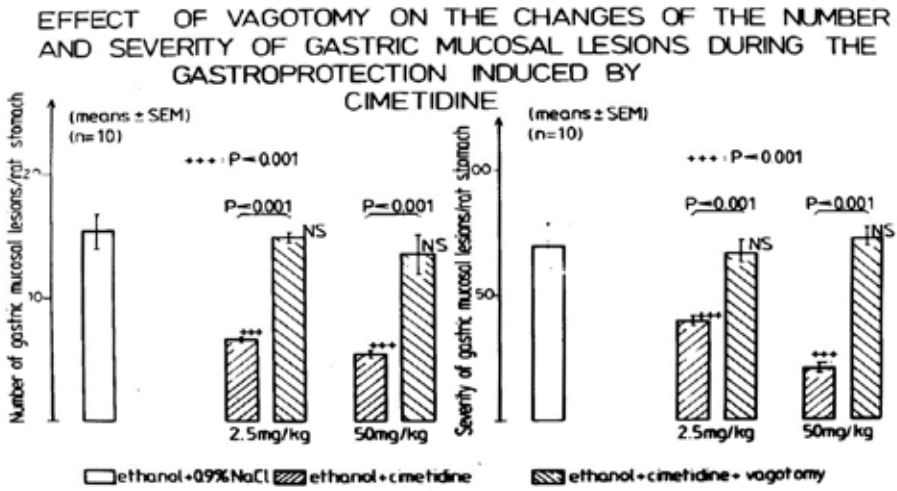 EFFECT OF VAGOTOMY ON THE CHANGES OF THE NUMBER
AND SEVERITY OF GASTRIC MUCOSAL LESIONS DURING THE
GASTROPROTECTION INDUCED BY
CIMETIDINE
Number of gastric mucosal lesions/rat stomach
(means ± SEM)
(n=10)
+++ : P<0.001
20
10
P<0.001
P<0.001
NS
NS
+++
+++
2.5mg/kg
50mg/kg
Severity of gastric mucosal lesions/rat stomach
(means ± SEM)
(n=10)
+++ : P<0.001
100
50
P<0.001
P<0.001
NS
NS
+++
+++
2.5mg/kg
50mg/kg
ethanol+0.9% NaCl
ethanol+cimetidine
ethanol+cimetidine+vagotomy